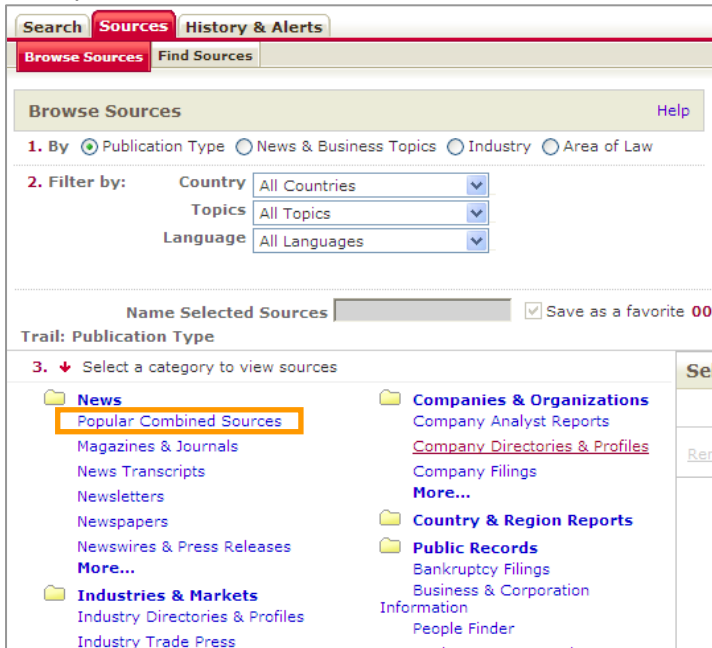 Search Sources History & Alerts
Browse Sources Find Sources
Browse Sources Help
1. By Publication Type News & Business Topics Industry Area of Law
2. Filter by: Country All Countries
Topics All Topics
Language All Languages
Name Selected Sources Save as a favorite 00
Trail: Publication Type
3. Select a category to view sources
Se
News
Popular Combined Sources
Magazines & Journals
News Transcripts
Newsletters
Newspapers
Newswires & Press Releases
More...
Industries & Markets
Industry Directories & Profiles
Industry Trade Press
Companies & Organizations
Company Analyst Reports
Company Directories & Profiles
Company Filings
More...
Country & Region Reports
Public Records
Bankruptcy Filings
Business & Corporation
Information
People Finder
Rer